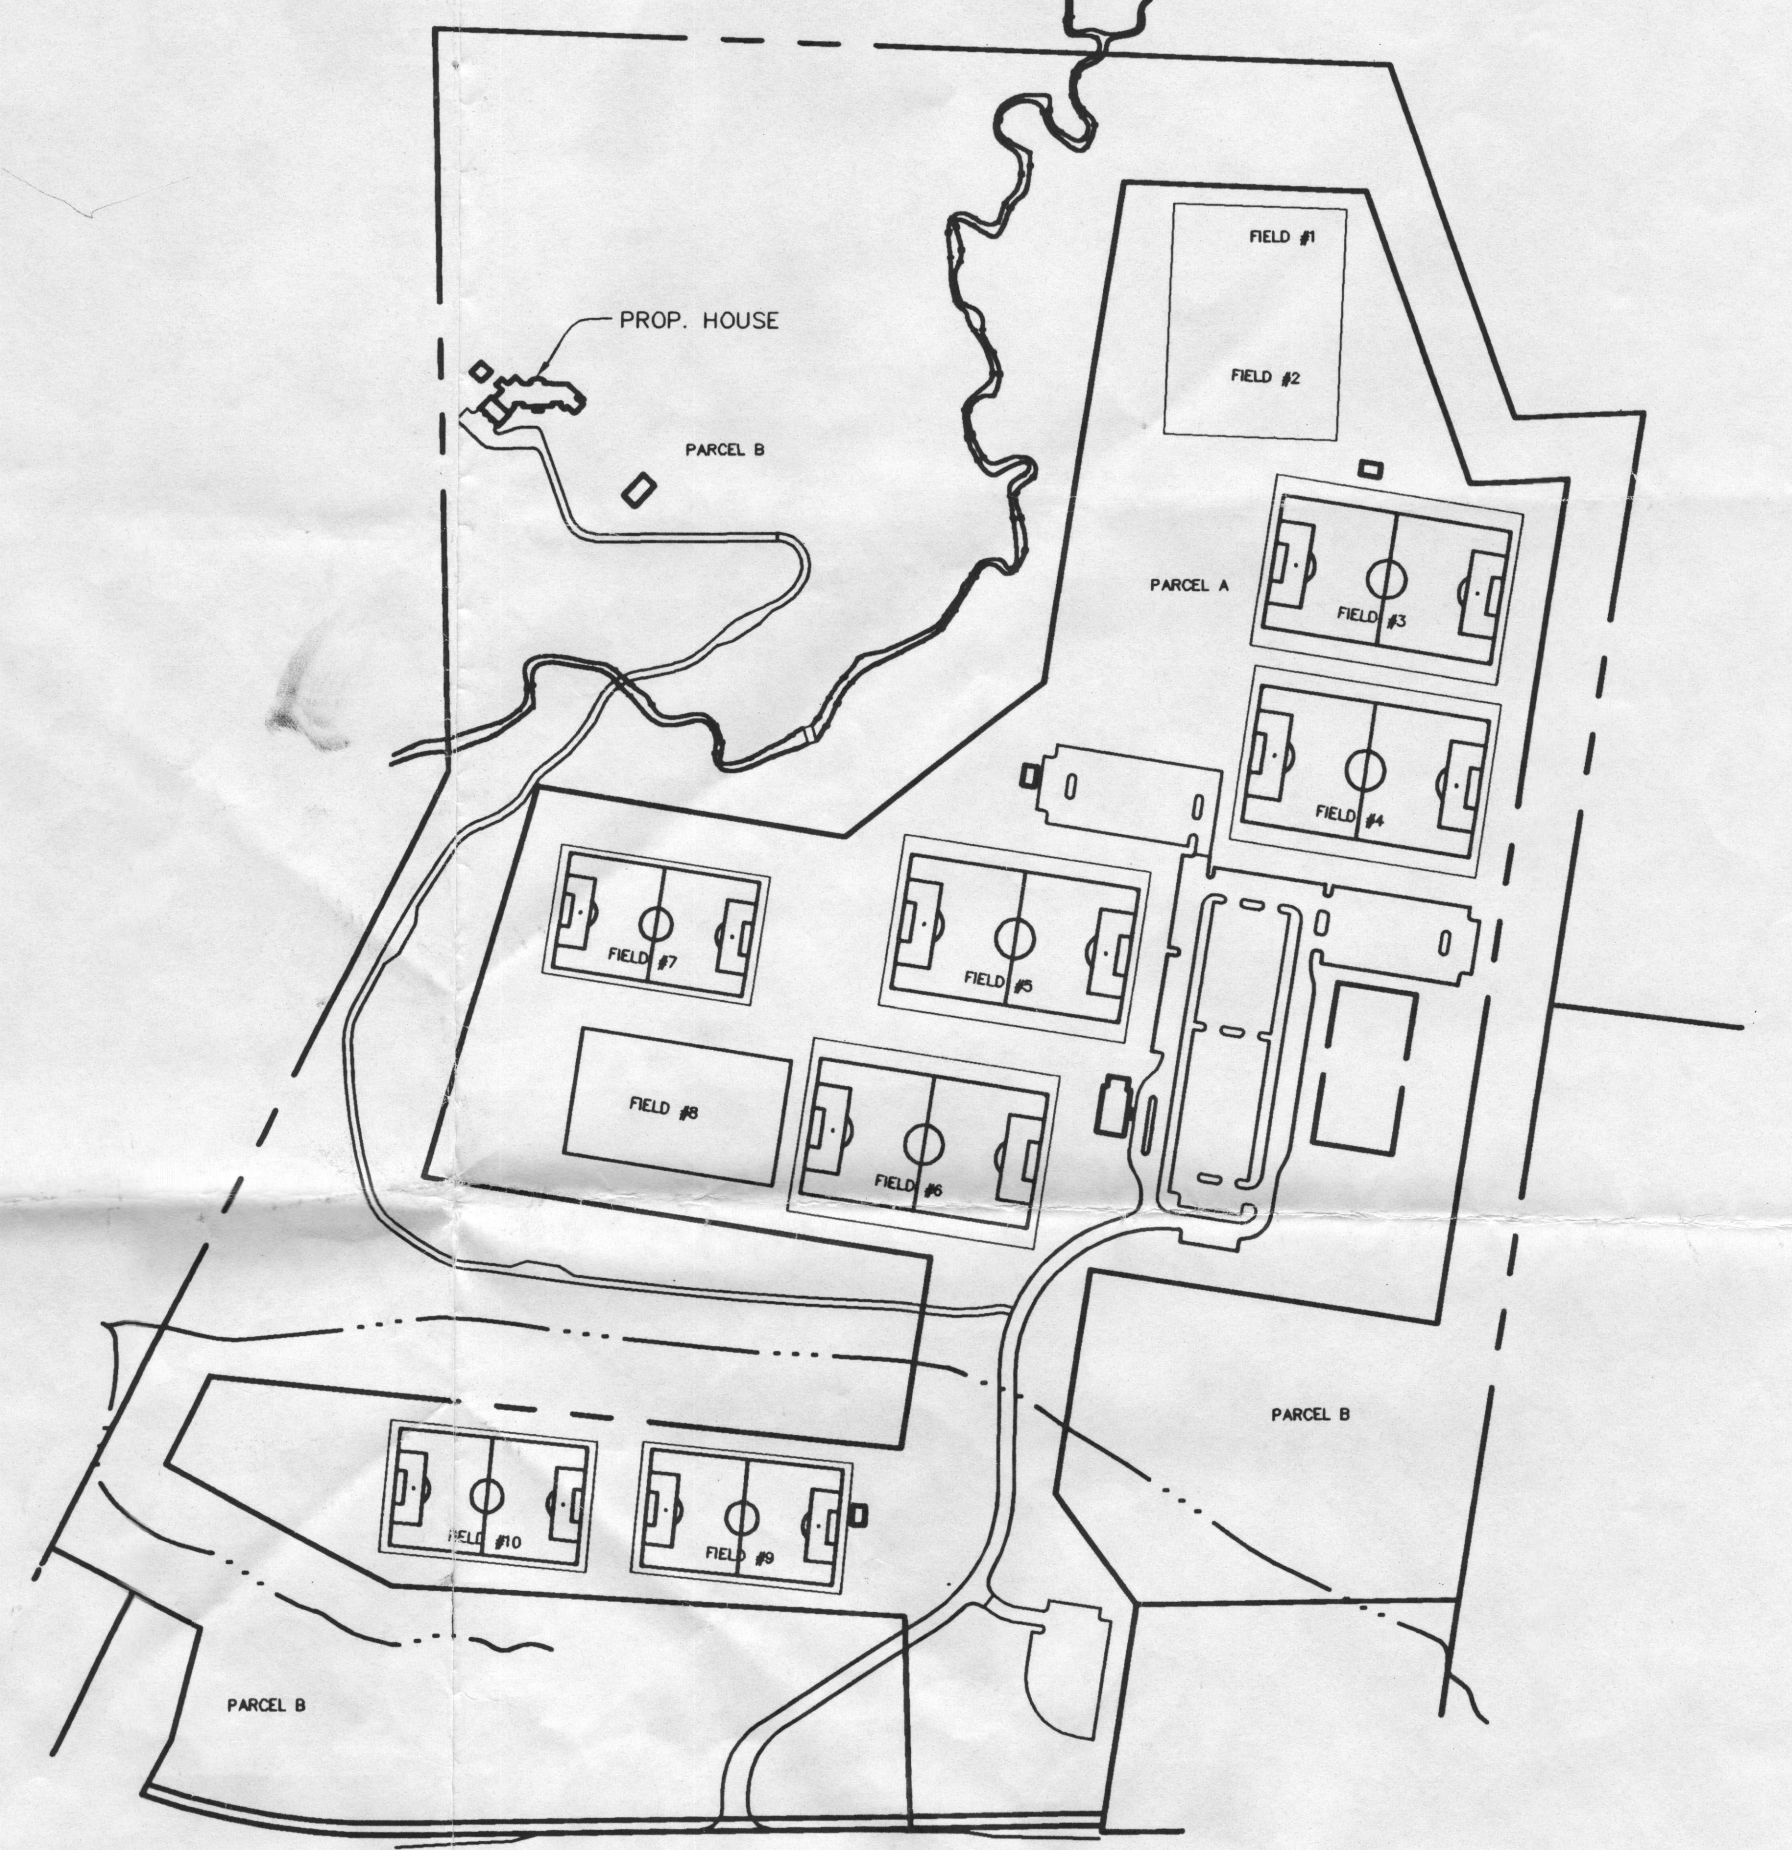 FIELD #1
PROP. HOUSE
FIELD #2
PARCEL B
PARCEL A
FIELD #3
FIELD #4
FIELD #7
FIELD #5
FIELD #8
FIELD #6
PARCEL B
FIELD #10
FIELD #9
PARCEL B